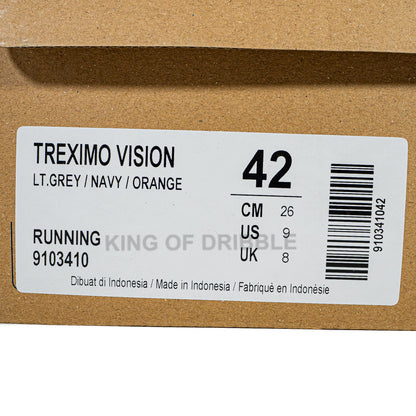 TREXIMO VISION
LT.GREY / NAVY / ORANGE
42
CM 26
US 9
UK 8
RUNNING
9103410
KING OF DRIBBLE
Dibuat di Indonesia / Made in Indonesia / Fabriqué en Indonèsie
910341042